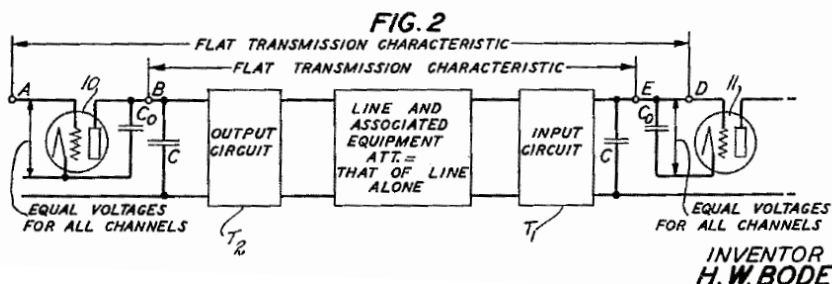 FIG. 2
FLAT TRANSMISSION CHARACTERISTIC
FLAT TRANSMISSION CHARACTERISTIC
A
10
B
E
D
11
C₀
C₀
C
C
OUTPUT
CIRCUIT
LINE AND
ASSOCIATED
EQUIPMENT
ATT. =
THAT OF LINE
ALONE
INPUT
CIRCUIT
EQUAL VOLTAGES
FOR ALL CHANNELS
T₂
T₁
EQUAL VOLTAGES
FOR ALL CHANNELS
INVENTOR
H. W. BODE